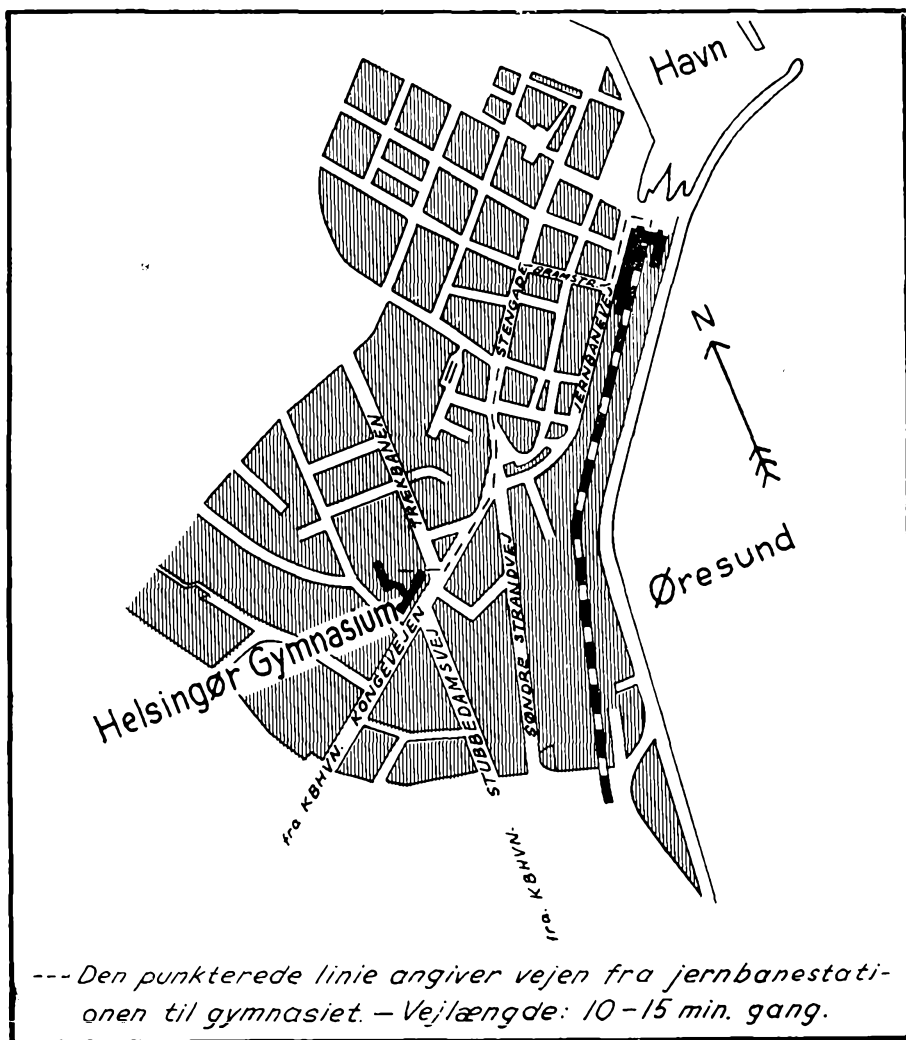 Havn
N
BRAMSTR.
STENGADE
JERNBANEVEJ
TRÆKBANEN
Øresund
Helsingør Gymnasium
KONGEVEJEN
STUBBEDAMSVEJ
SØNDRE STRANDVEJ
fra KBHVN.
fra. KBHVN.
--- Den punkterede linie angiver vejen fra jernbanestati-
onen til gymnasiet. — Vejlængde: 10-15 min. gang.